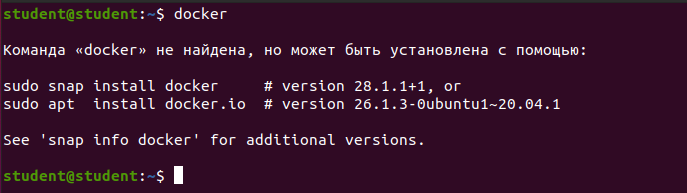 student@student:~$ docker
Команда «docker» не найдена, но может быть установлена с помощью:
sudo snap install docker     # version 28.1.1+1, or
sudo apt  install docker.io  # version 26.1.3-0ubuntu1~20.04.1
See 'snap info docker' for additional versions.
student@student:~$